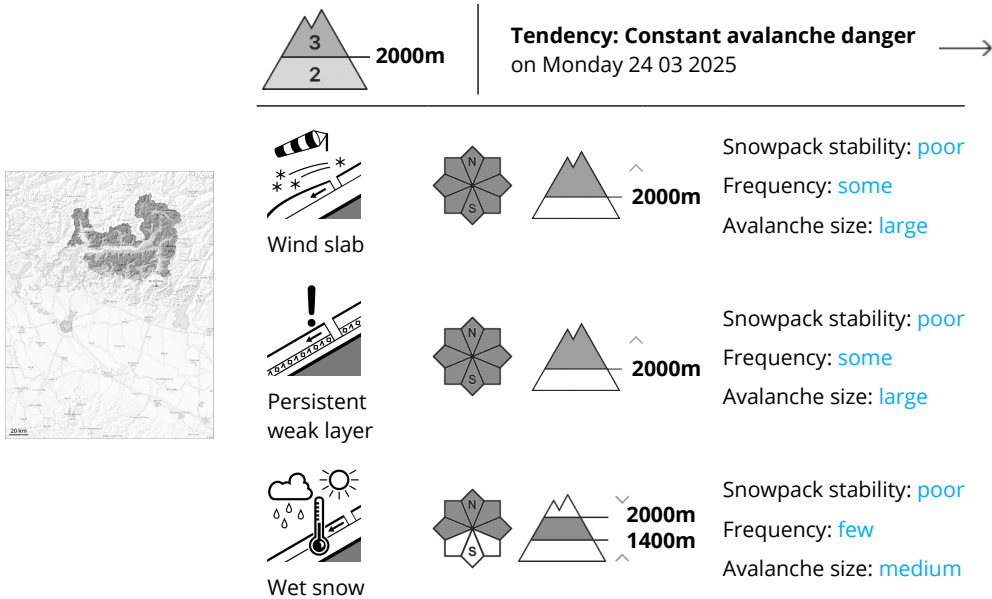 3
2
2000m
Tendency: Constant avalanche danger
on Monday 24 03 2025
N
S
2000m
Snowpack stability: poor
Frequency: some
Avalanche size: large
Wind slab
20 km
N
S
2000m
Snowpack stability: poor
Frequency: some
Avalanche size: large
Persistent
weak layer
N
S
2000m
1400m
Snowpack stability: poor
Frequency: few
Avalanche size: medium
Wet snow